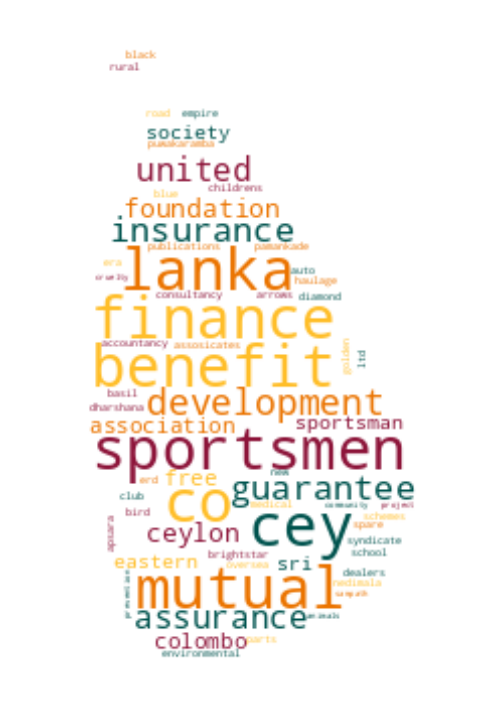 black
rural
road empire
society
puwakaramba
united
childrens
blue
foundation
insurance
publications pamankade
era
lanka auto
cruelty haulage
consultancy arrows diamond
finance
accountancy assosicates golden ltd
benefit
basil
dharshana development
association sportsman
sportsmen
new
erd free
co guarantee
club medical community project
bird cey schemes
apsara spare
ceylon syndicate
brightstar school
eastern oversea sri
dealers
prevention mutual nedimala
sampath
assurance animals
colombo parts
environmental